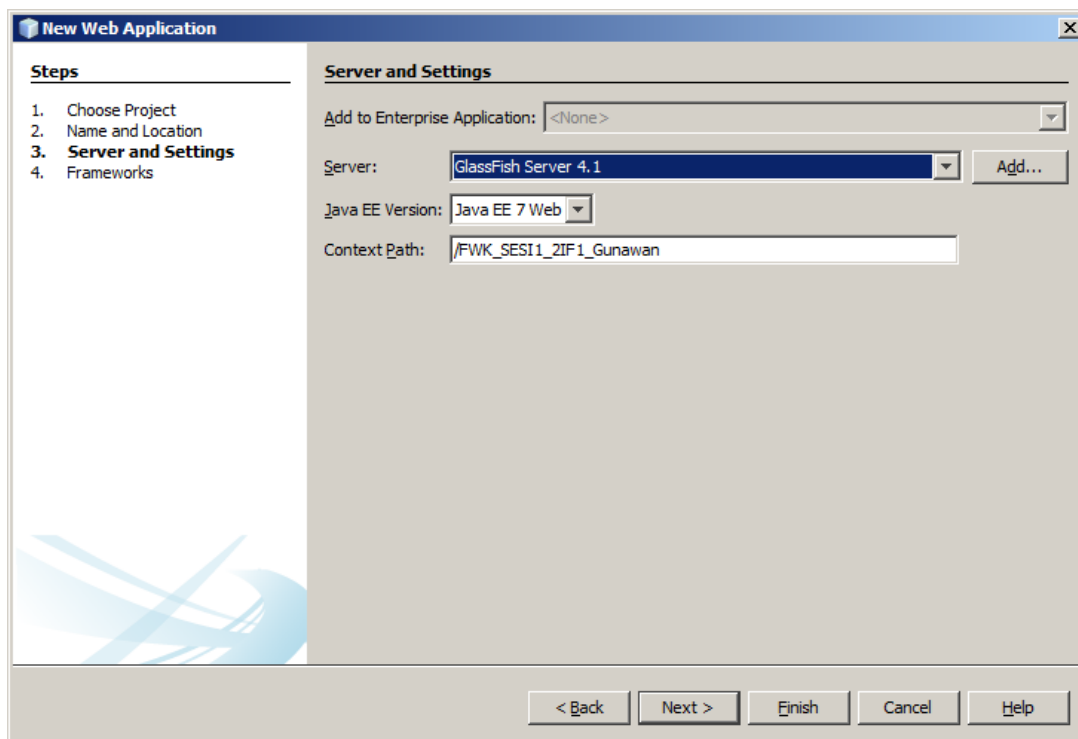 New Web Application
Steps
1. Choose Project
2. Name and Location
3. Server and Settings
4. Frameworks
Server and Settings
Add to Enterprise Application: <None>
Server: GlassFish Server 4.1 Add...
Java EE Version: Java EE 7 Web
Context Path: /FWK_SESI1_2IF1_Gunawan
< Back Next > Finish Cancel Help